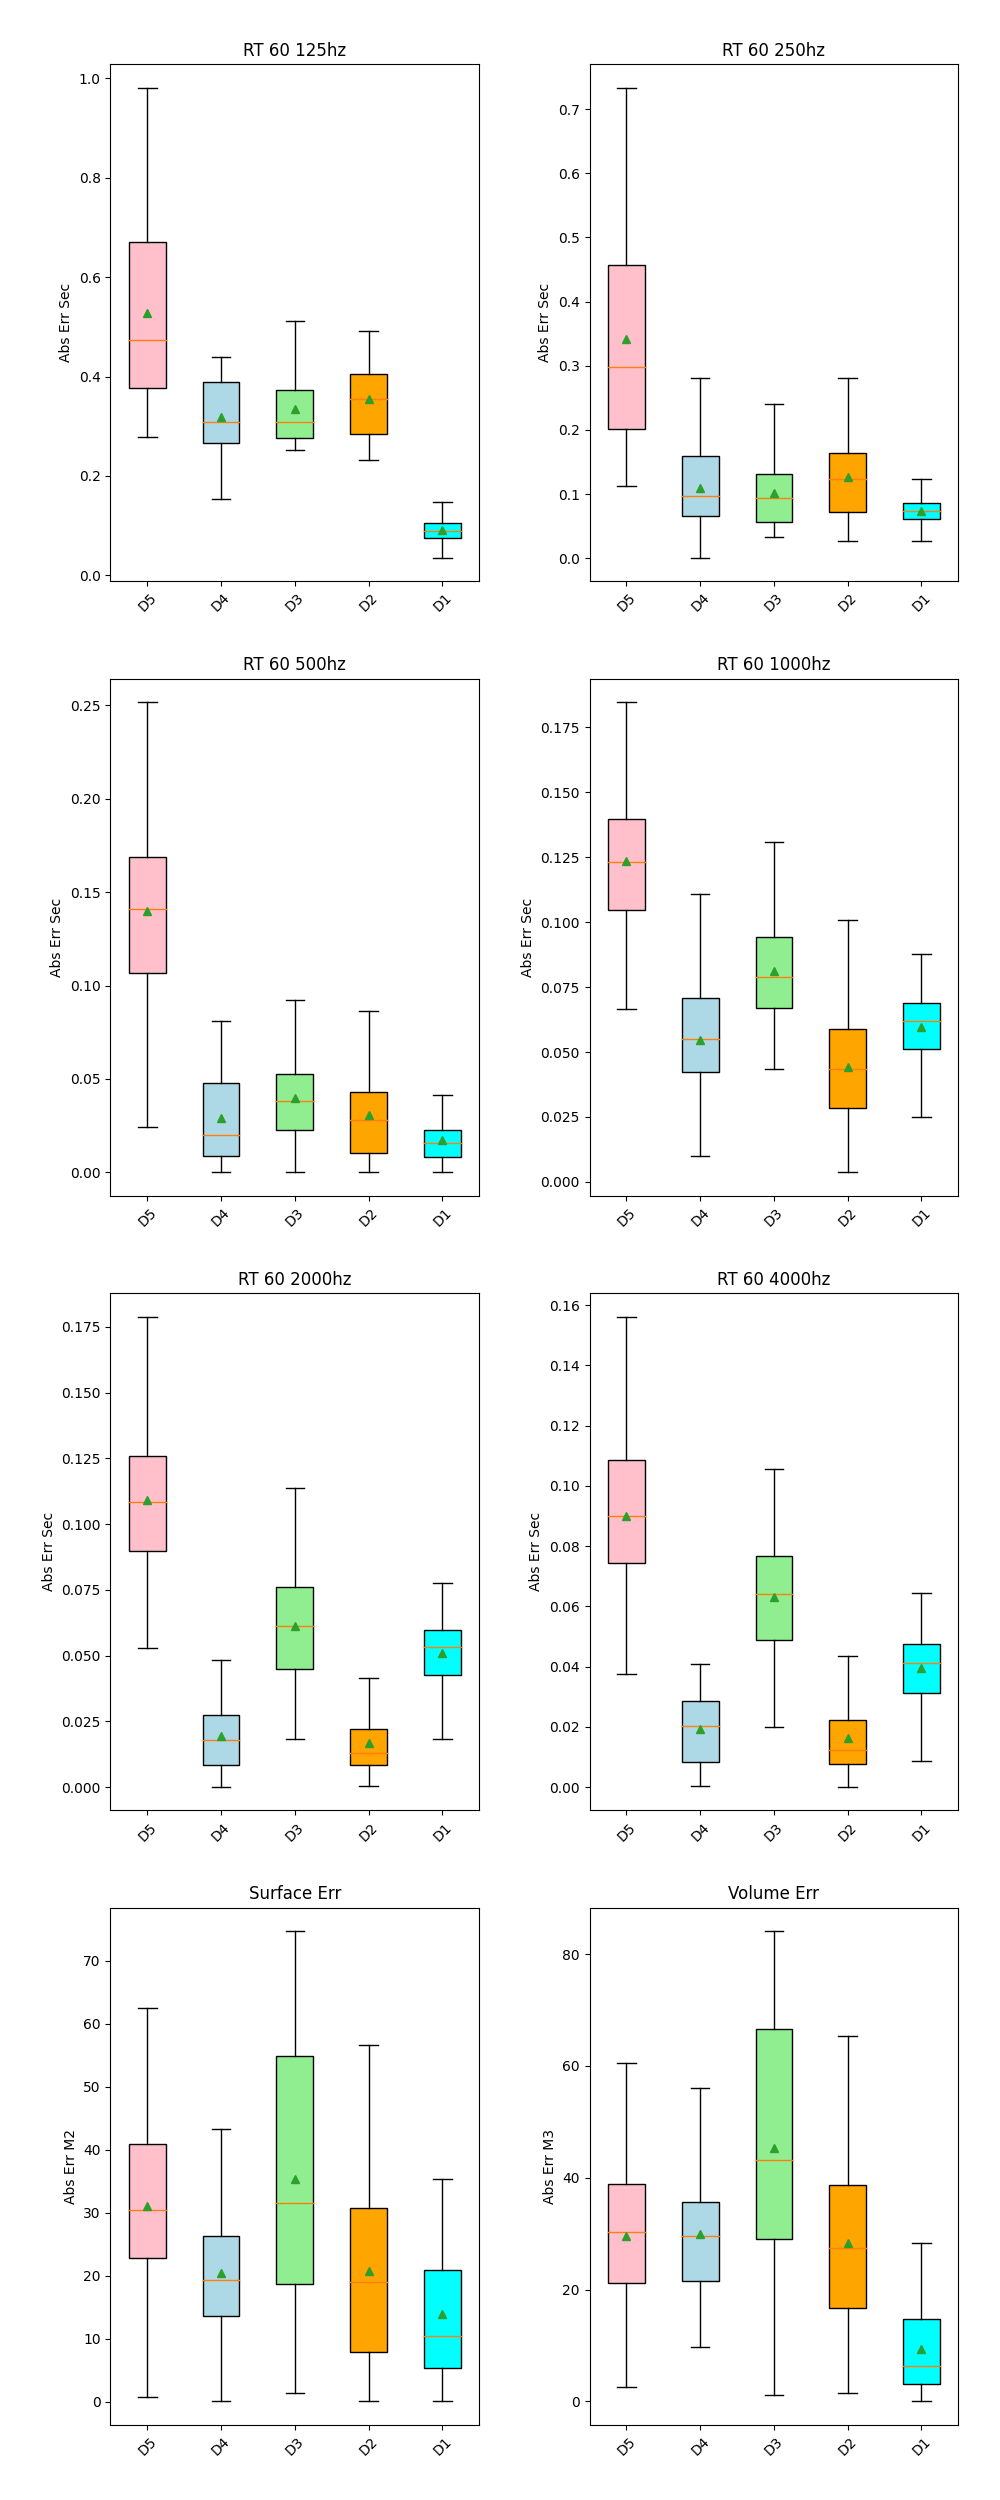 RT 60 125hz
Abs Err Sec
1.0
0.8
0.6
0.4
0.2
0.0
D5 D4 D3 D2 D1
RT 60 250hz
Abs Err Sec
0.7
0.6
0.5
0.4
0.3
0.2
0.1
0.0
D5 D4 D3 D2 D1
RT 60 500hz
Abs Err Sec
0.25
0.20
0.15
0.10
0.05
0.00
D5 D4 D3 D2 D1
RT 60 1000hz
Abs Err Sec
0.175
0.150
0.125
0.100
0.075
0.050
0.025
0.000
D5 D4 D3 D2 D1
RT 60 2000hz
Abs Err Sec
0.175
0.150
0.125
0.100
0.075
0.050
0.025
0.000
D5 D4 D3 D2 D1
RT 60 4000hz
Abs Err Sec
0.16
0.14
0.12
0.10
0.08
0.06
0.04
0.02
0.00
D5 D4 D3 D2 D1
Surface Err
Abs Err M2
70
60
50
40
30
20
10
0
D5 D4 D3 D2 D1
Volume Err
Abs Err M3
80
60
40
20
0
D5 D4 D3 D2 D1